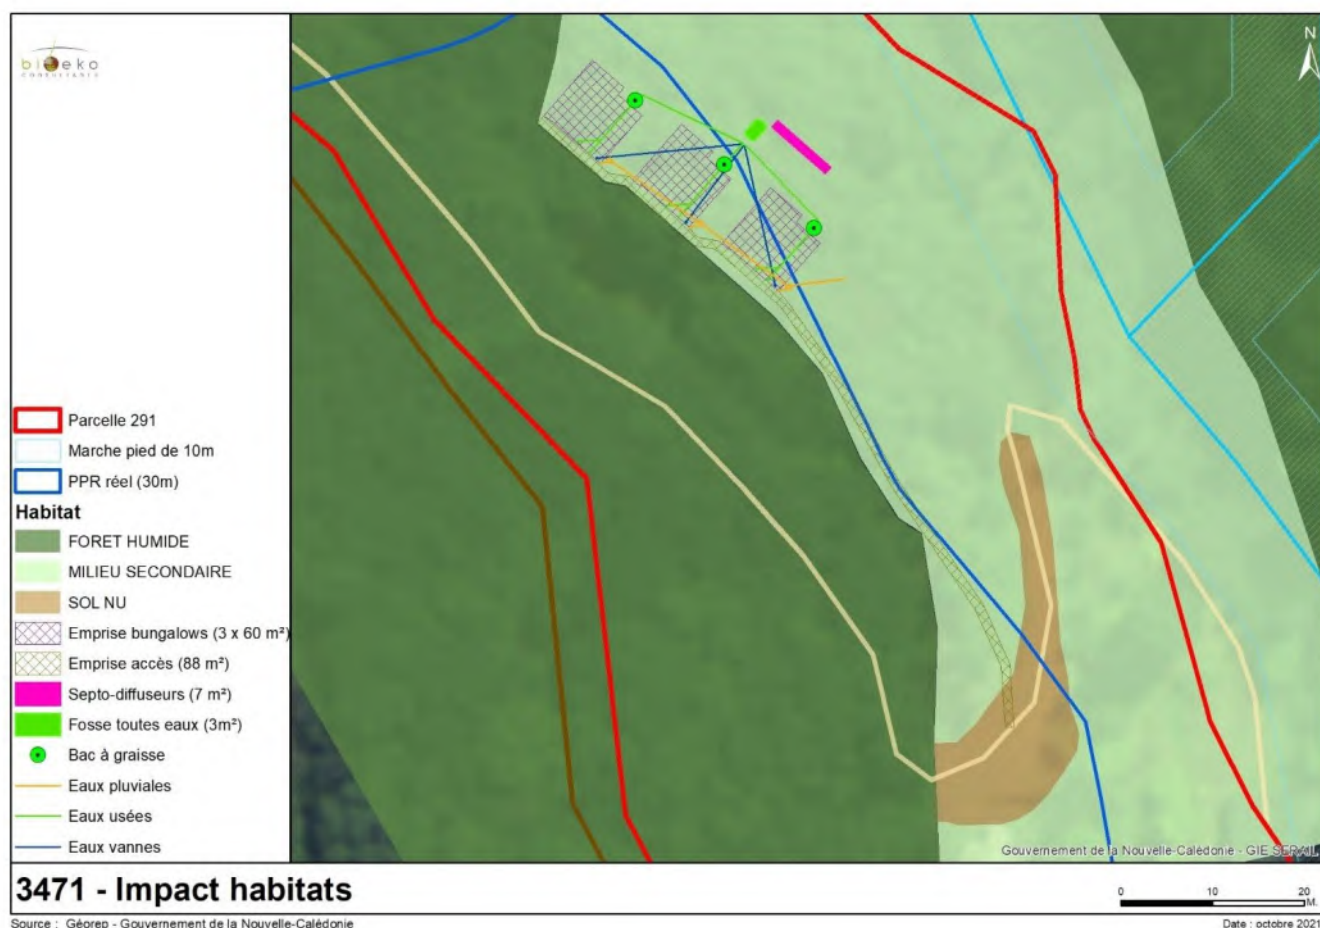 bioeko
CONSULTANTS
N
Parcelle 291
Marche pied de 10m
PPR réel (30m)
Habitat
FORET HUMIDE
MILIEU SECONDAIRE
SOL NU
Emprise bungalows (3 x 60 m²)
Emprise accès (88 m²)
Septo-diffuseurs (7 m²)
Fosse toutes eaux (3m²)
Bac à graisse
Eaux pluviales
Eaux usées
Eaux vannes
Gouvernement de la Nouvelle-Calédonie - GIE SERAIL
3471 - Impact habitats
0 10 20
M.
Source : Géorep - Gouvernement de la Nouvelle-Calédonie
Date : octobre 2021